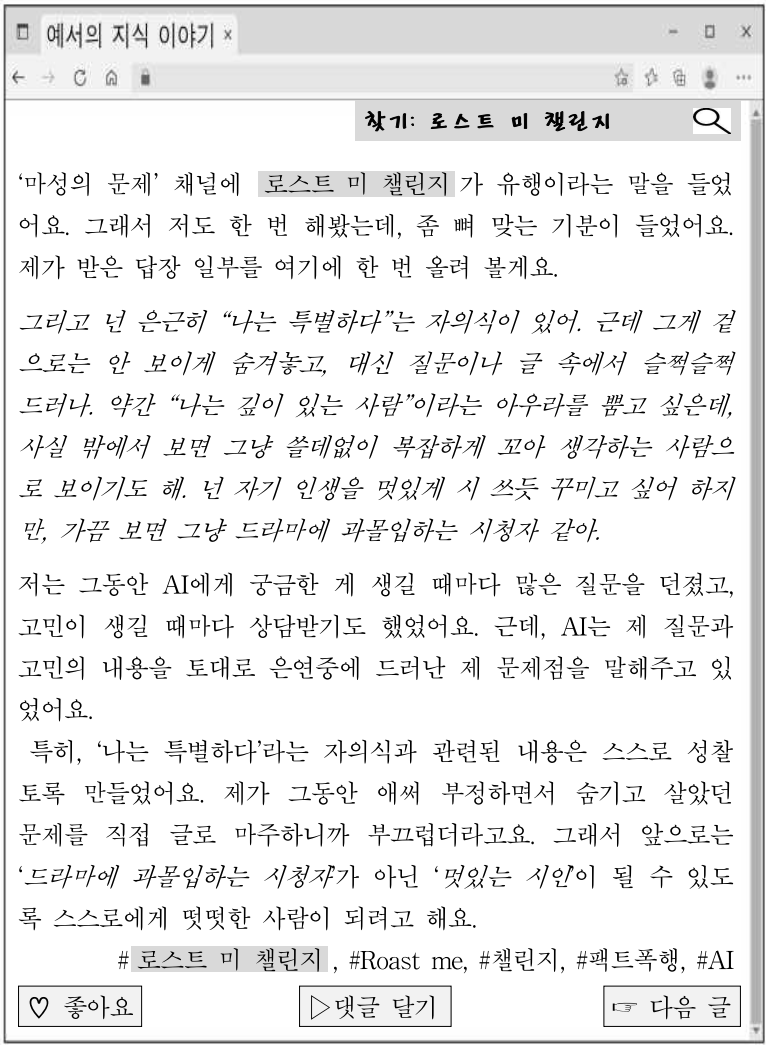 예서의 지식 이야기 ×
찾기: 로스트 미 챌린지
‘마성의 문제’ 채널에 로스트 미 챌린지 가 유행이라는 말을 들었
어요. 그래서 저도 한 번 해봤는데, 좀 뼈 맞는 기분이 들었어요.
제가 받은 답장 일부를 여기에 한 번 올려 볼게요.
그리고 넌 은근히 “나는 특별하다”는 자의식이 있어. 근데 그게 겉
으로는 안 보이게 숨겨놓고, 대신 질문이나 글 속에서 슬쩍슬쩍
드러나. 약간 “나는 깊이 있는 사람”이라는 아우라를 뿜고 싶은데,
사실 밖에서 보면 그냥 쓸데없이 복잡하게 꼬아 생각하는 사람으
로 보이기도 해. 넌 자기 인생을 멋있게 시 쓰듯 꾸미고 싶어 하지
만, 가끔 보면 그냥 드라마에 과몰입하는 시청자 같아.
저는 그동안 AI에게 궁금한 게 생길 때마다 많은 질문을 던졌고,
고민이 생길 때마다 상담받기도 했었어요. 근데, AI는 제 질문과
고민의 내용을 토대로 은연중에 드러난 제 문제점을 말해주고 있
었어요.
특히, ‘나는 특별하다’라는 자의식과 관련된 내용은 스스로 성찰
토록 만들었어요. 제가 그동안 애써 부정하면서 숨기고 살았던
문제를 직접 글로 마주하니까 부끄럽더라고요. 그래서 앞으로는
‘드라마에 과몰입하는 시청자’가 아닌 ‘멋있는 시인’이 될 수 있도
록 스스로에게 떳떳한 사람이 되려고 해요.
#로스트 미 챌린지, #Roast me, #챌린지, #팩트폭행, #AI
♡ 좋아요 ▷댓글 달기 ☞ 다음 글